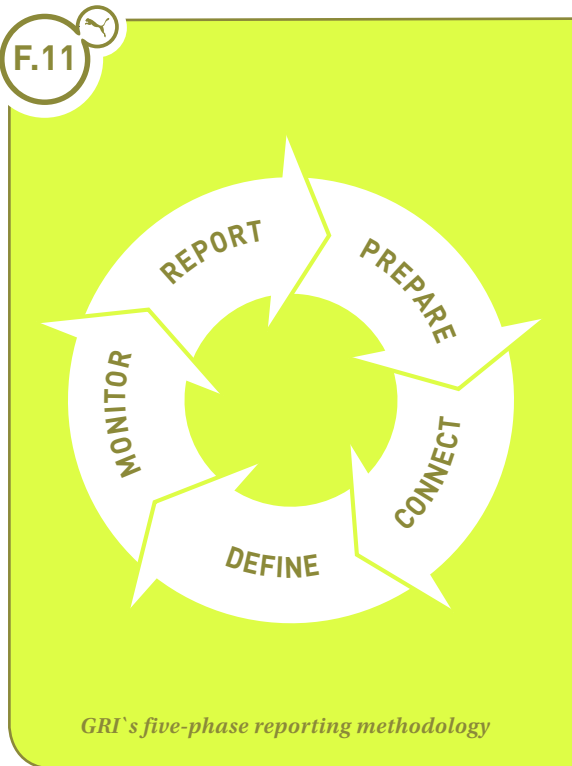 F.11
REPORT
PREPARE
CONNECT
DEFINE
MONITOR
GRI`s five-phase reporting methodology